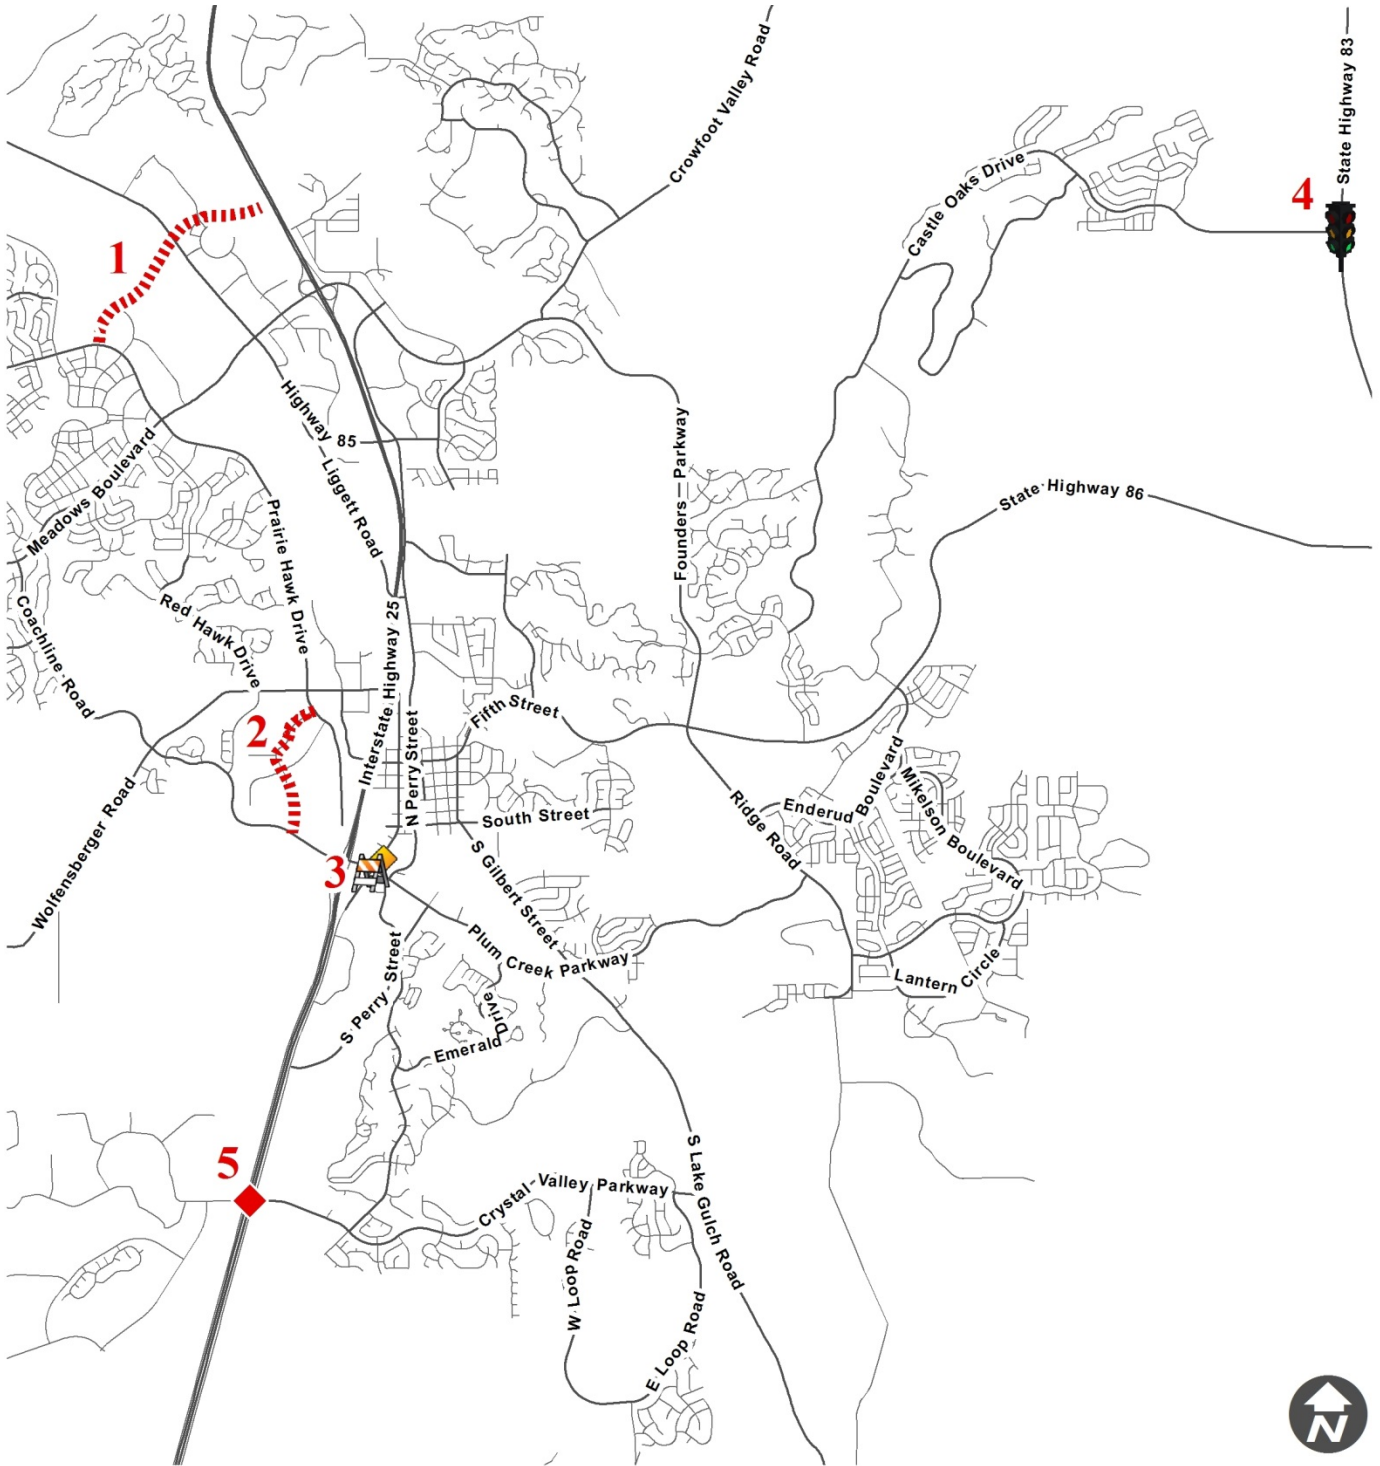 Crowfoot Valley Road
State Highway 83
Castle Oaks Drive
4
1
Highway 85
Liggett Road
Founders Parkway
Meadows Boulevard
State Highway 86
Prairie Hawk Drive
Coachline Road
Red Hawk Drive
Interstate Highway 25
2
Fifth Street
N Perry Street
Wolfensberger Road
South Street
Ridge Road
Enderud Boulevard
Mikelson Boulevard
3
S Gilbert Street
Plum Creek Parkway
S Perry Street
Lantern Circle
Emerald Drive
5
S Lake Gulch Road
Crystal Valley Parkway
W Loop Road
E Loop Road
N